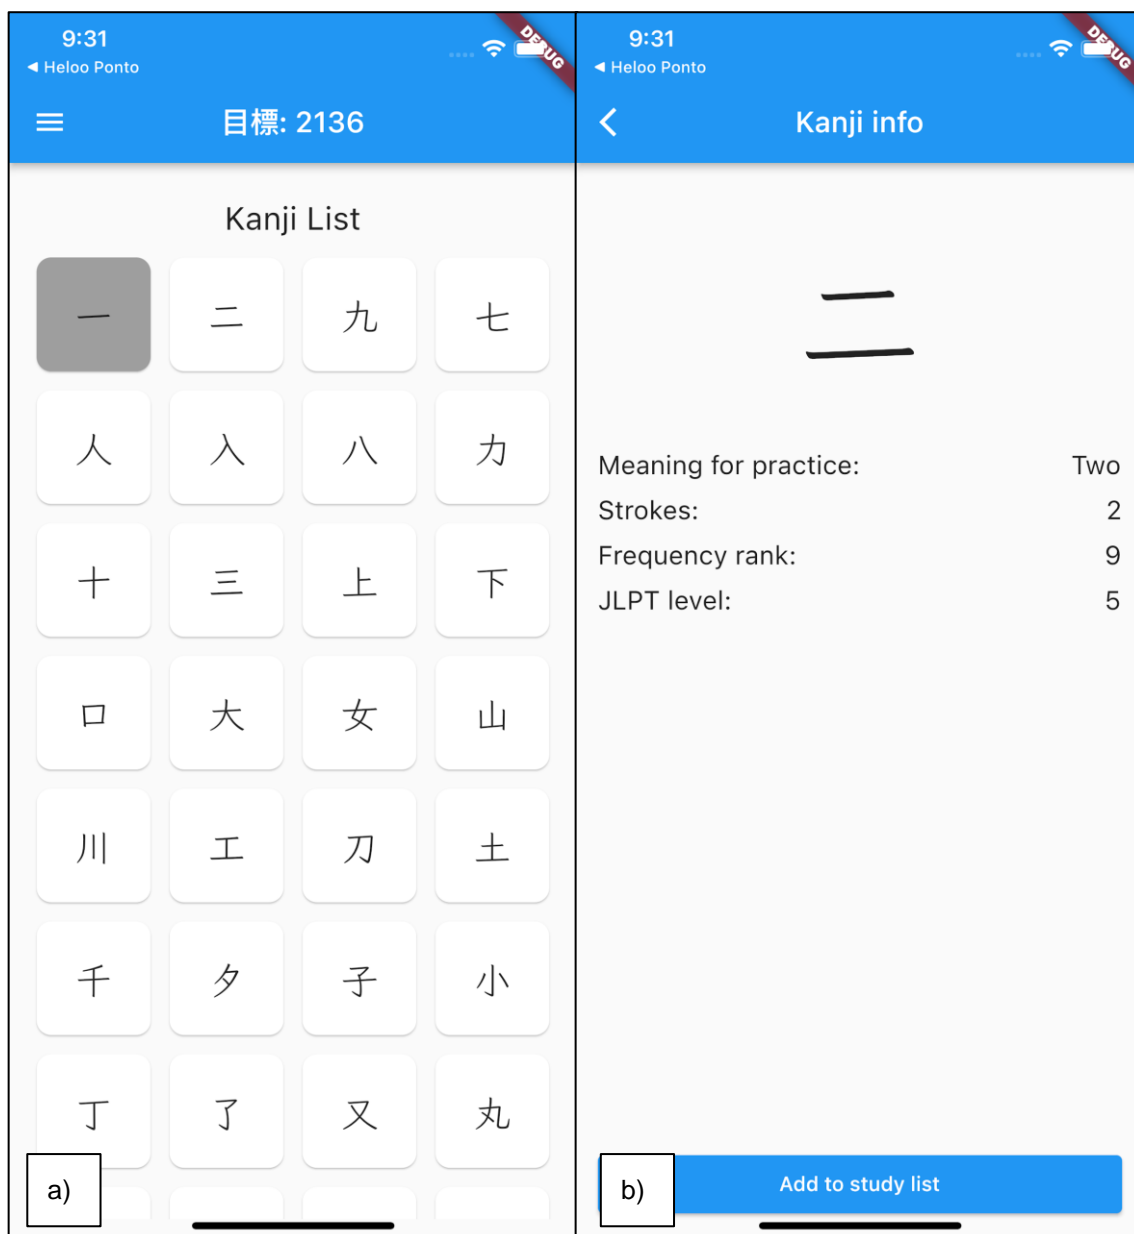 9:31
◀ Heloo Ponto
DEBUG
目標: 2136
Kanji List
一 二 九 七
人 入 八 力
十 三 上 下
口 大 女 山
川 工 刀 土
千 夕 子 小
丁 了 又 丸
a)
9:31
◀ Heloo Ponto
DEBUG
Kanji info
二
Meaning for practice: Two
Strokes: 2
Frequency rank: 9
JLPT level: 5
Add to study list
b)